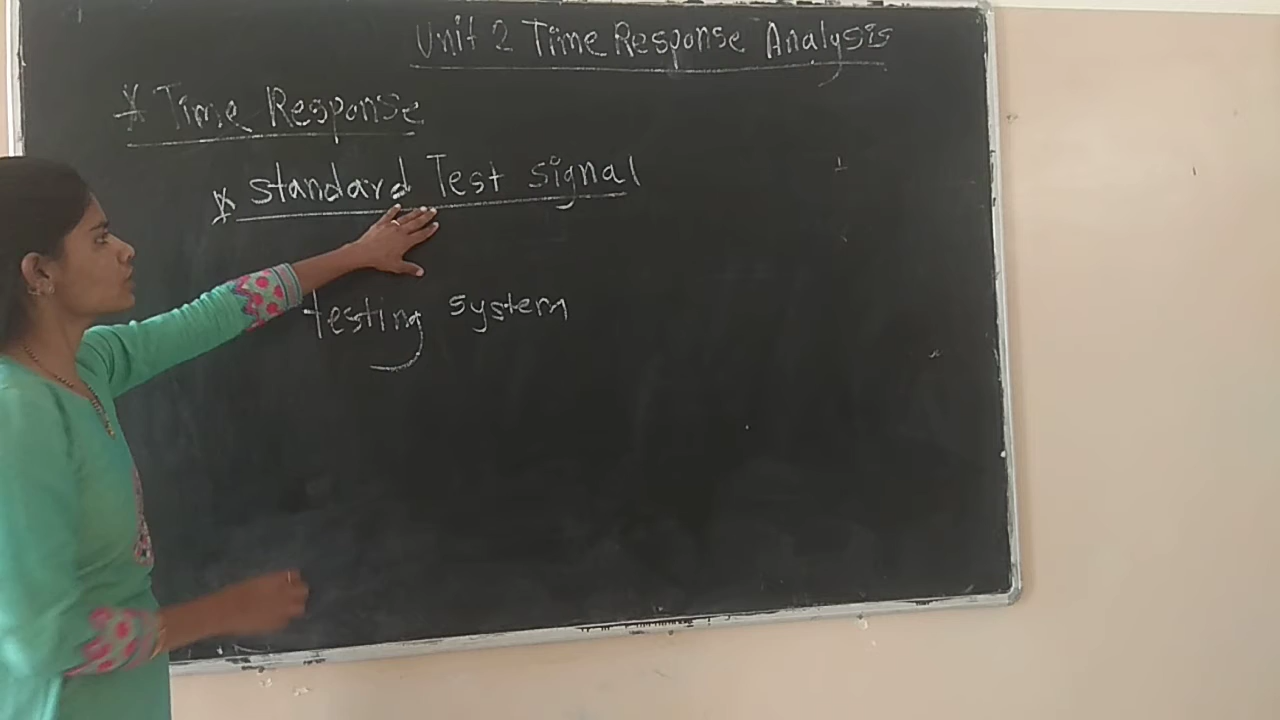 Unit 2 Time Response Analysis
* Time Response
* standard Test signal
testing system